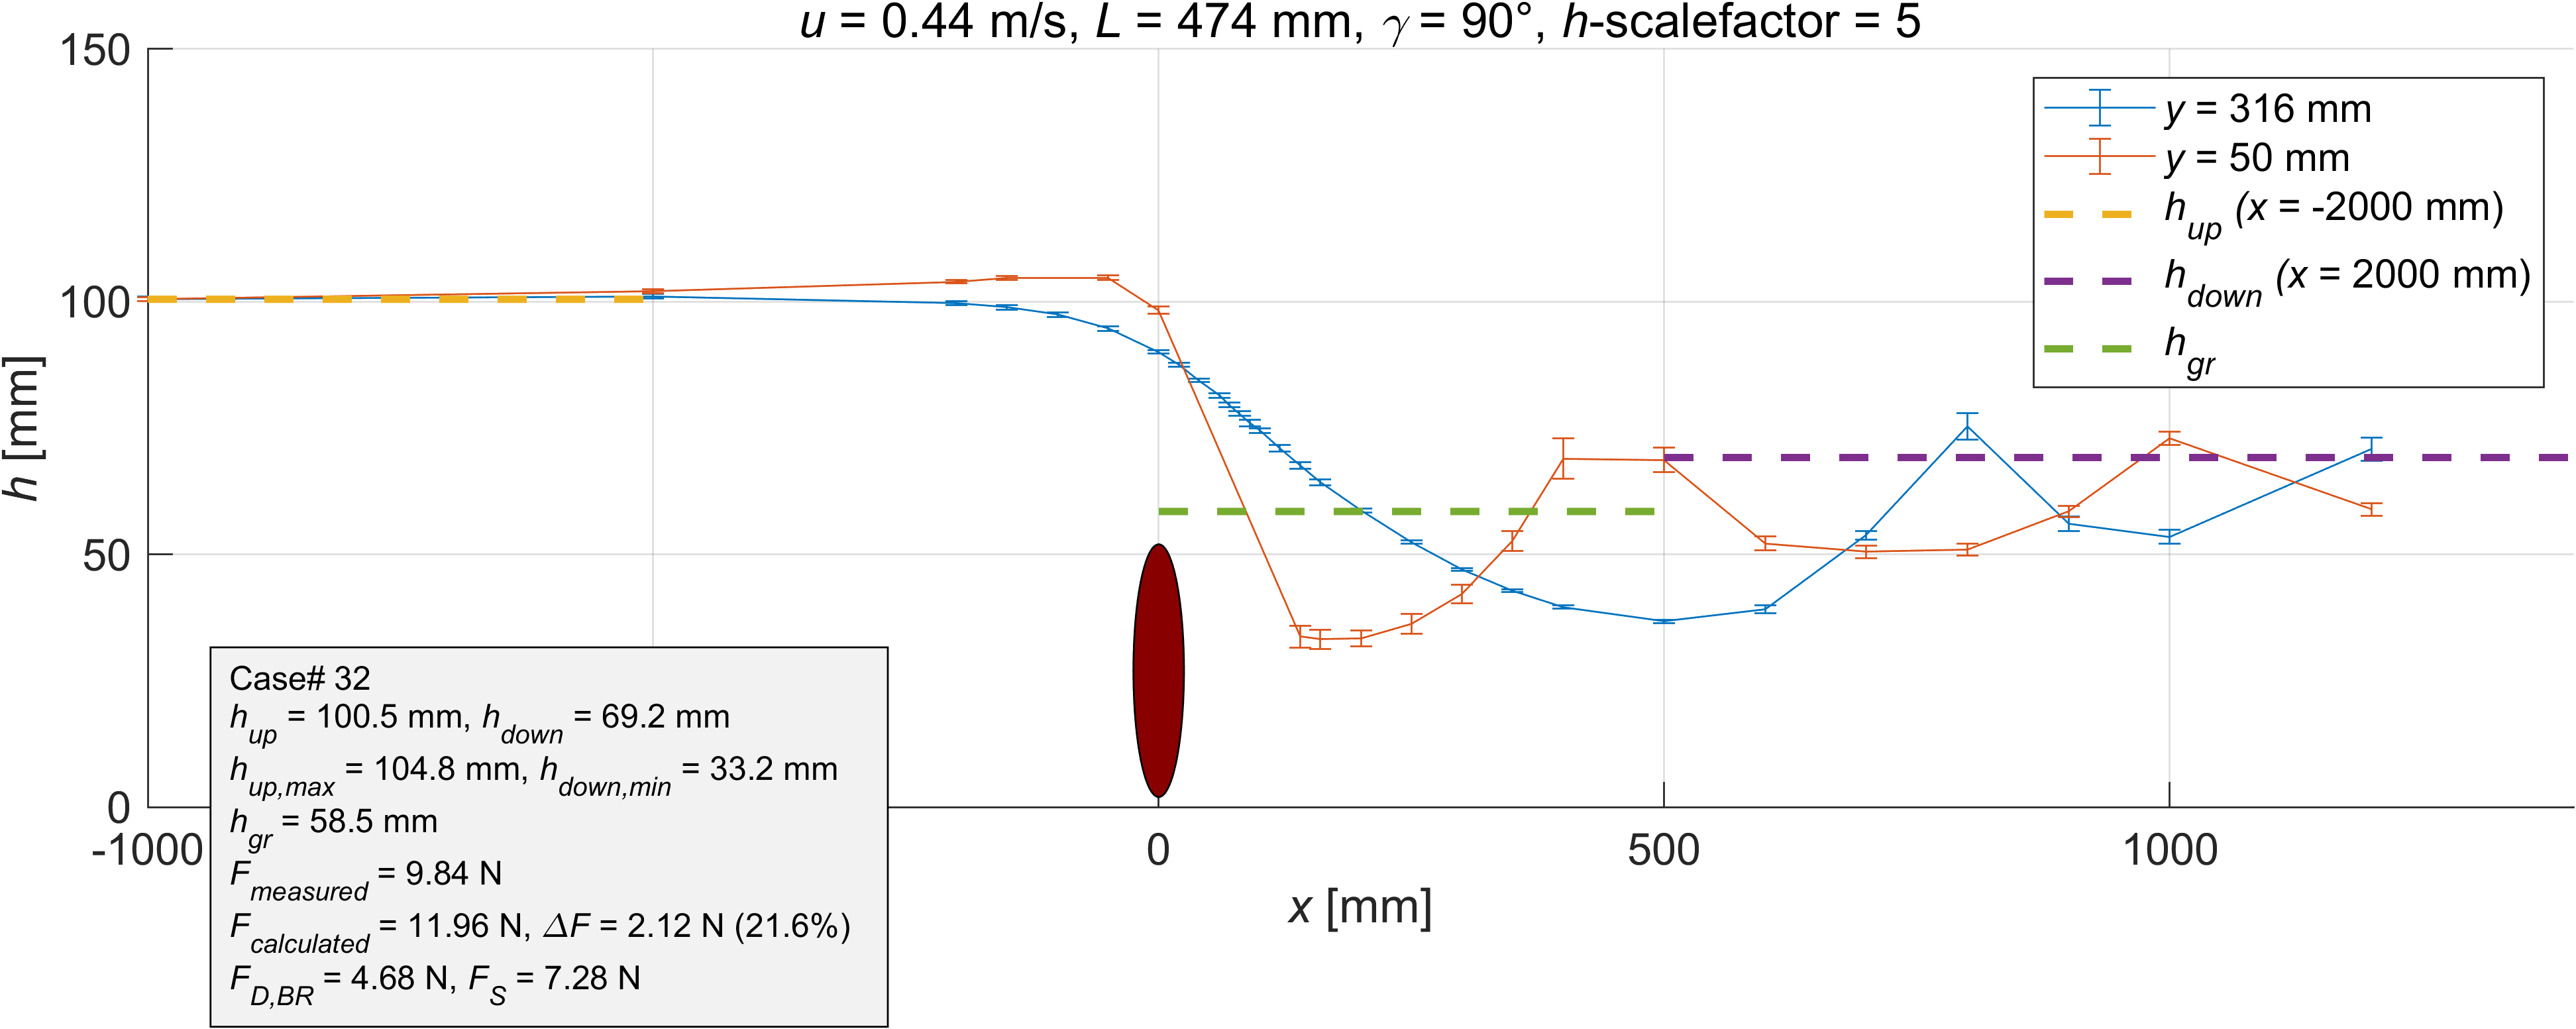 u = 0.44 m/s, L = 474 mm, γ = 90°, h-scalefactor = 5
150
100
50
0
h [mm]
-1000
0
500
1000
x [mm]
y = 316 mm
y = 50 mm
h_up (x = -2000 mm)
h_down (x = 2000 mm)
h_gr
Case# 32
h_up = 100.5 mm, h_down = 69.2 mm
h_up,max = 104.8 mm, h_down,min = 33.2 mm
h_gr = 58.5 mm
F_measured = 9.84 N
F_calculated = 11.96 N, ΔF = 2.12 N (21.6%)
F_D,BR = 4.68 N, F_S = 7.28 N